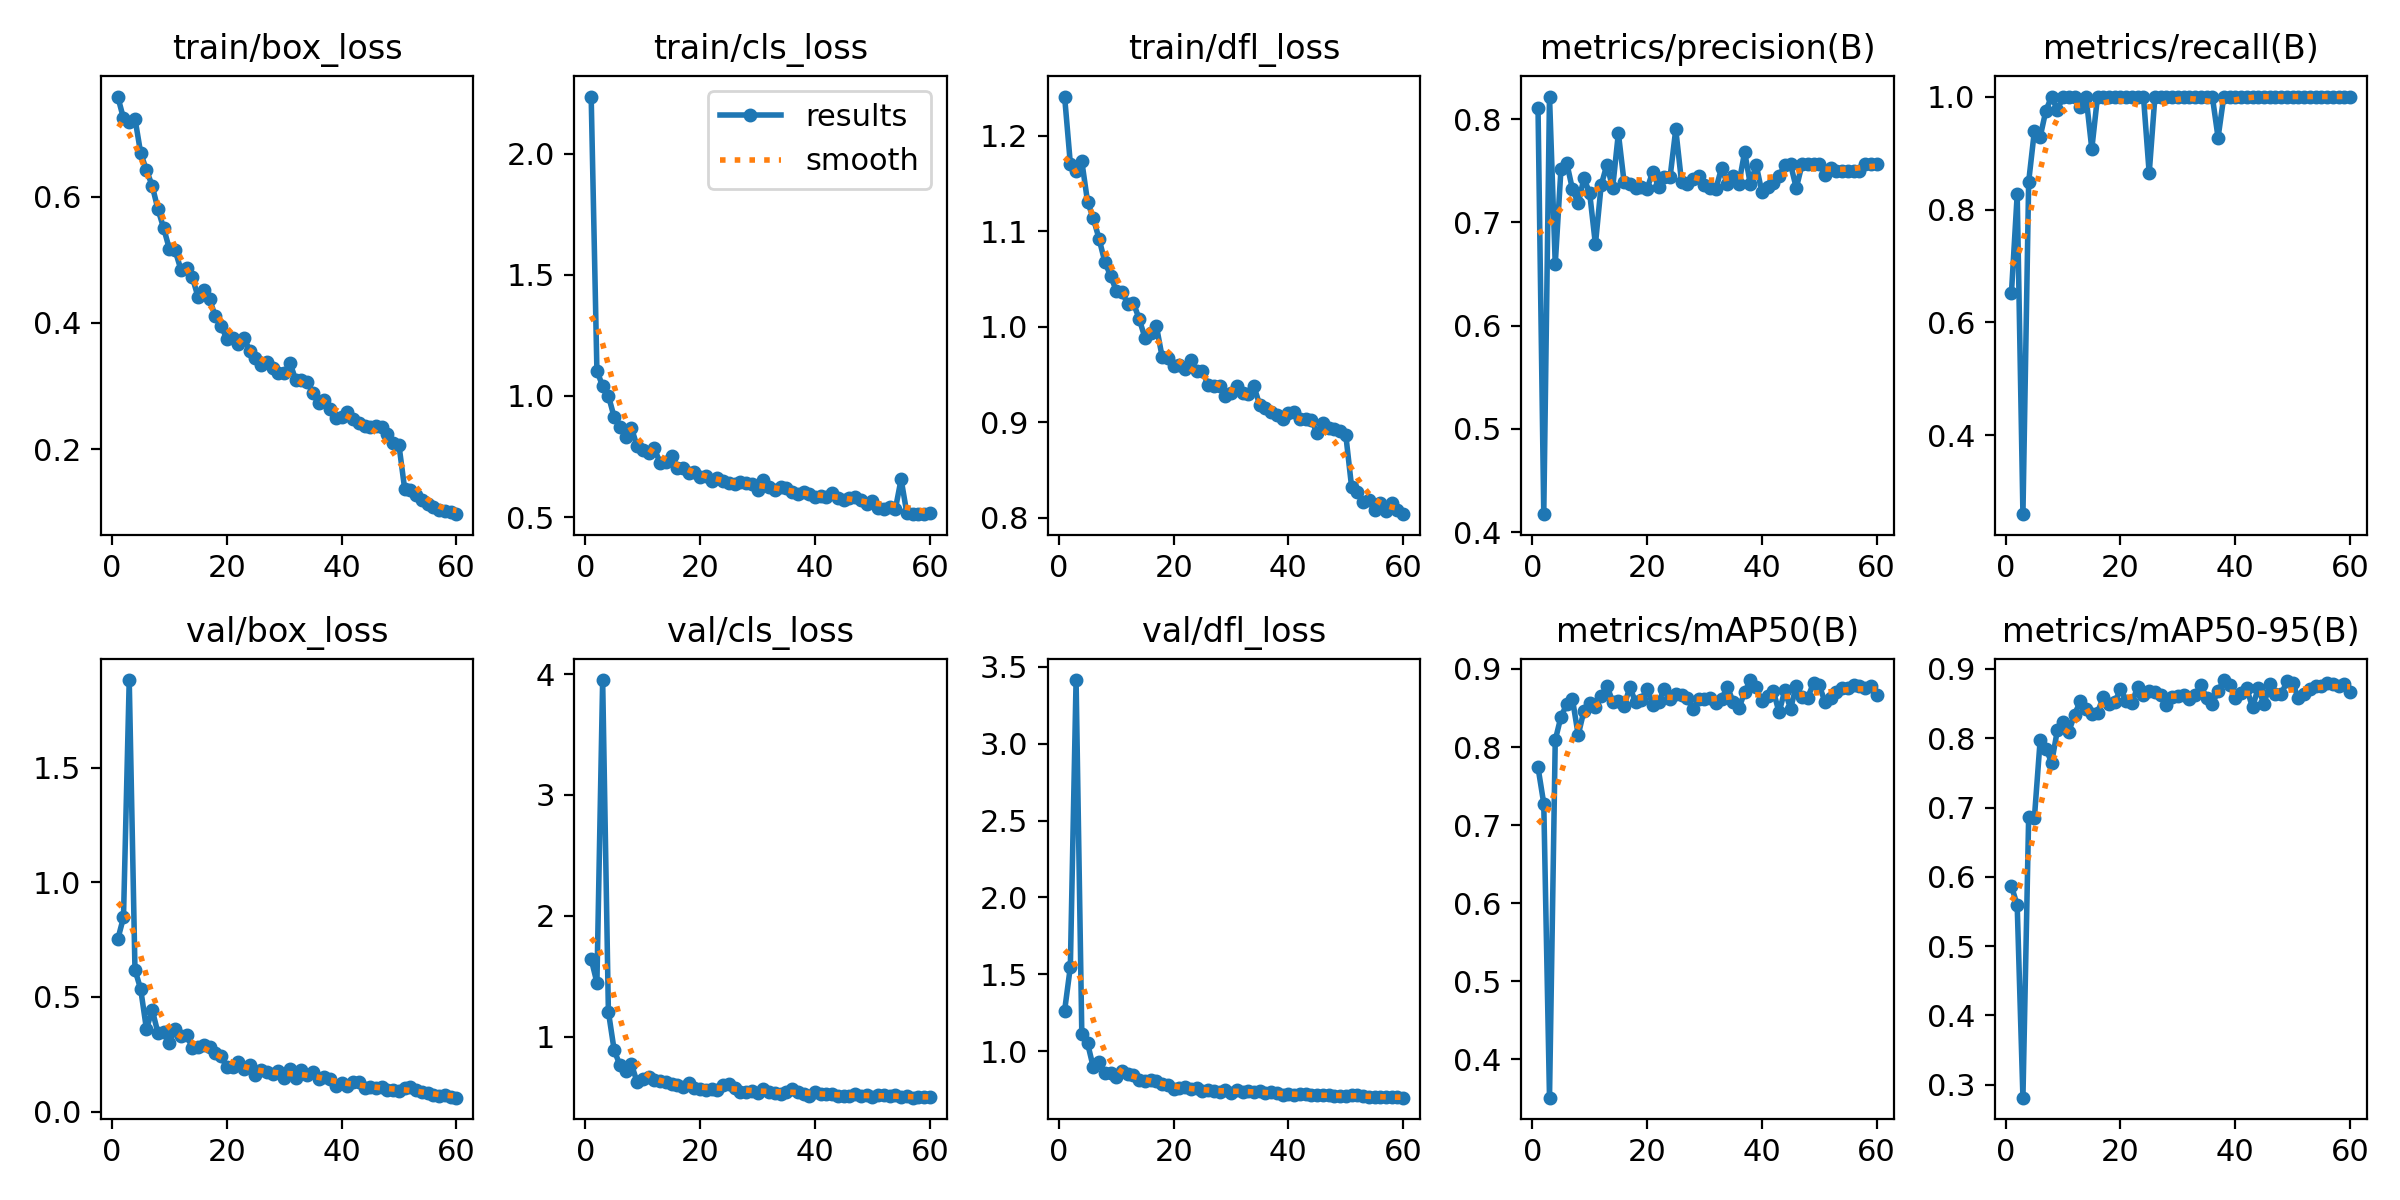 train/box_loss
0.6
0.4
0.2
0 20 40 60
train/cls_loss
results
smooth
2.0
1.5
1.0
0.5
0 20 40 60
train/dfl_loss
1.2
1.1
1.0
0.9
0.8
0 20 40 60
metrics/precision(B)
0.8
0.7
0.6
0.5
0.4
0 20 40 60
metrics/recall(B)
1.0
0.8
0.6
0.4
0 20 40 60
val/box_loss
1.5
1.0
0.5
0.0
0 20 40 60
val/cls_loss
4
3
2
1
0 20 40 60
val/dfl_loss
3.5
3.0
2.5
2.0
1.5
1.0
0 20 40 60
metrics/mAP50(B)
0.9
0.8
0.7
0.6
0.5
0.4
0 20 40 60
metrics/mAP50-95(B)
0.9
0.8
0.7
0.6
0.5
0.4
0.3
0 20 40 60